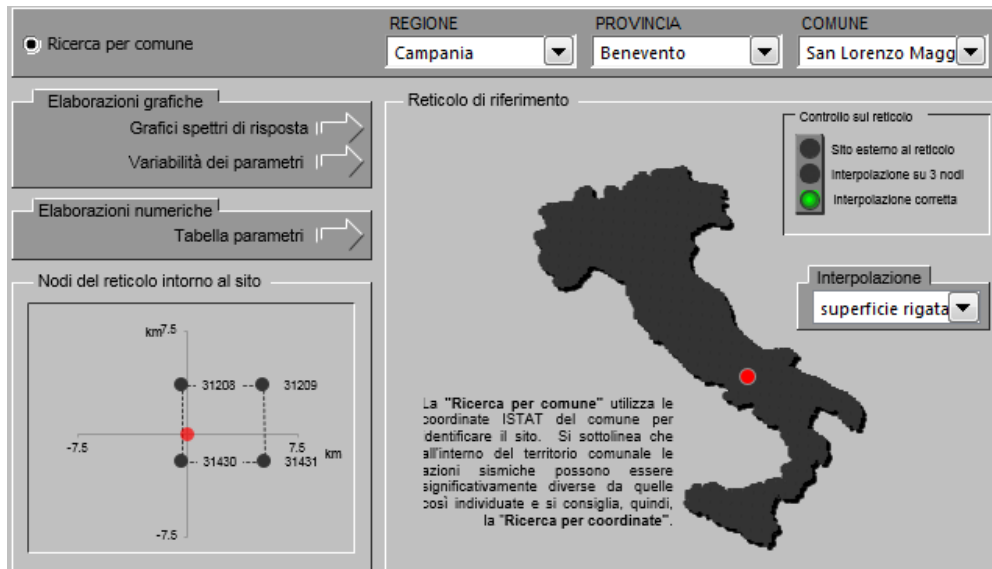 REGIONE
PROVINCIA
COMUNE
Ricerca per comune
Campania
Benevento
San Lorenzo Magg
Elaborazioni grafiche
Grafici spettri di risposta
Variabilità dei parametri
Elaborazioni numeriche
Tabella parametri
Nodi del reticolo intorno al sito
km
7.5
31208
31209
-7.5
7.5
km
31430
31431
-7.5
Reticolo di riferimento
Controllo sul reticolo
Sito esterno al reticolo
Interpolazione su 3 nodi
Interpolazione corretta
Interpolazione
superficie rigata
La "Ricerca per comune" utilizza le
coordinate ISTAT del comune per
identificare il sito. Si sottolinea che
all'interno del territorio comunale le
azioni sismiche possono essere
significativamente diverse da quelle
così individuate e si consiglia, quindi,
la "Ricerca per coordinate".